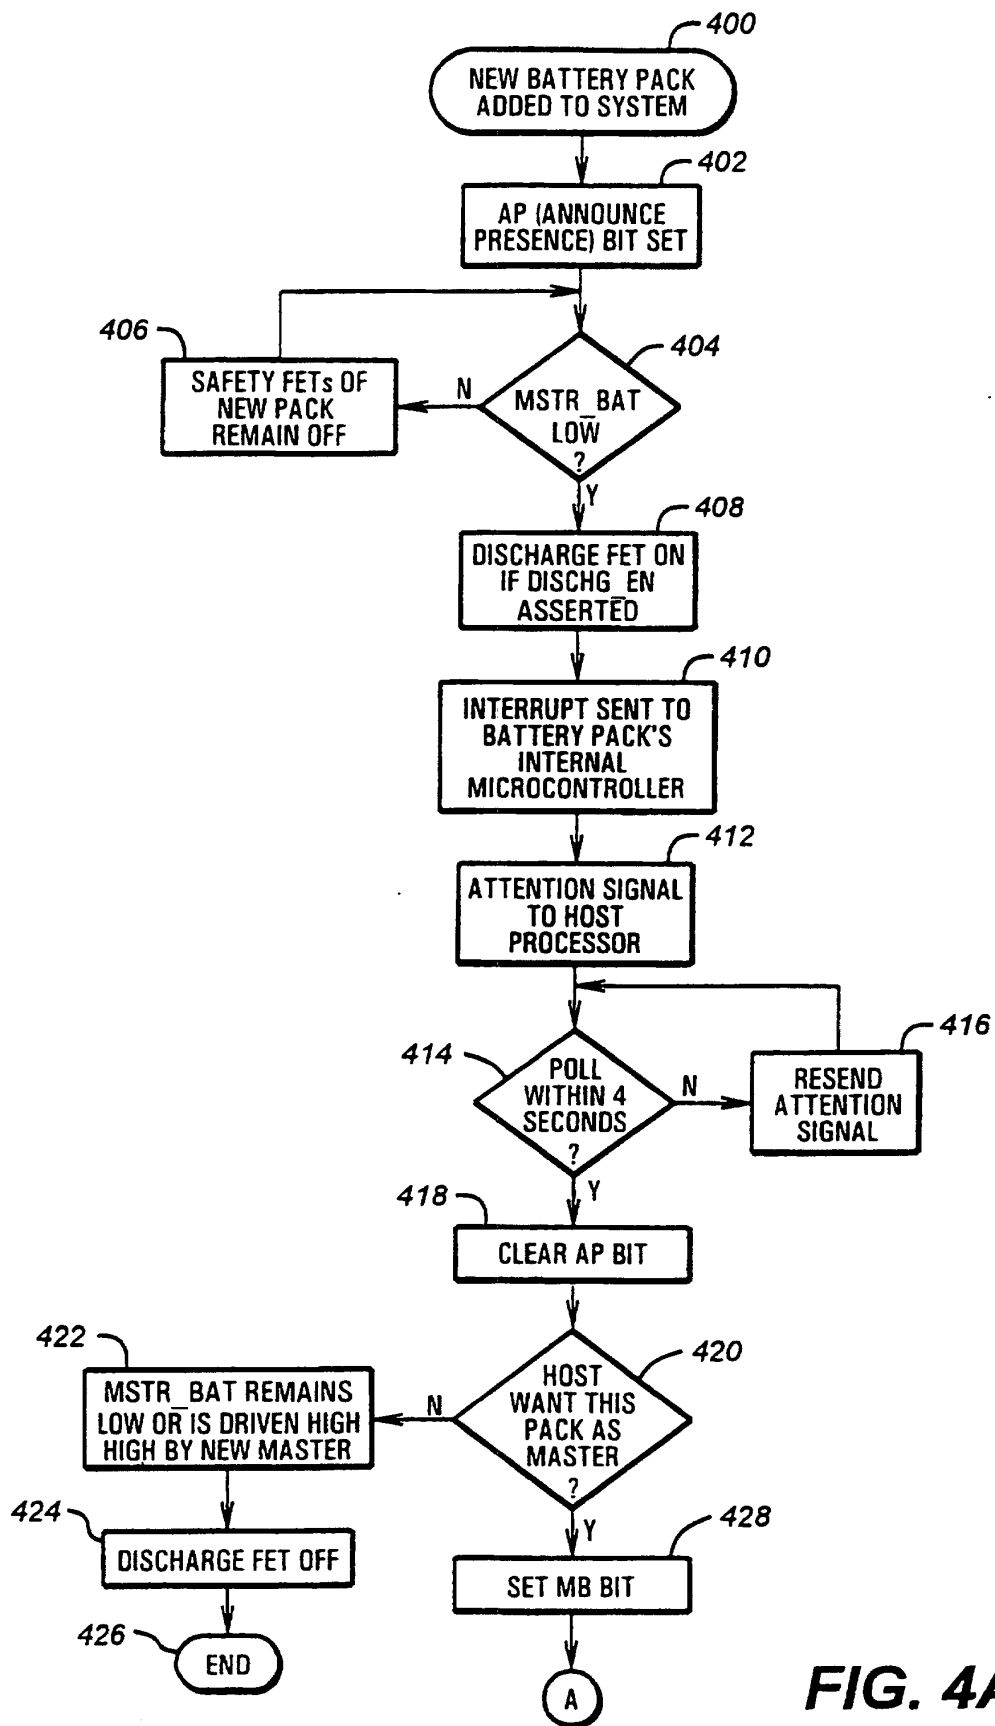 400
NEW BATTERY PACK
ADDED TO SYSTEM
402
AP (ANNOUNCE
PRESENCE) BIT SET
406
SAFETY FETs OF
NEW PACK
REMAIN OFF
N
404
MSTR_BAT
LOW
?
Y
408
DISCHARGE FET ON
IF DISCHG_EN
ASSERTED
410
INTERRUPT SENT TO
BATTERY PACK'S
INTERNAL
MICROCONTROLLER
412
ATTENTION SIGNAL
TO HOST
PROCESSOR
414
POLL
WITHIN 4
SECONDS
?
N
416
RESEND
ATTENTION
SIGNAL
Y
418
CLEAR AP BIT
420
HOST
WANT THIS
PACK AS
MASTER
?
N
422
MSTR_BAT REMAINS
LOW OR IS DRIVEN HIGH
HIGH BY NEW MASTER
424
DISCHARGE FET OFF
426
END
Y
428
SET MB BIT
A
FIG. 4A